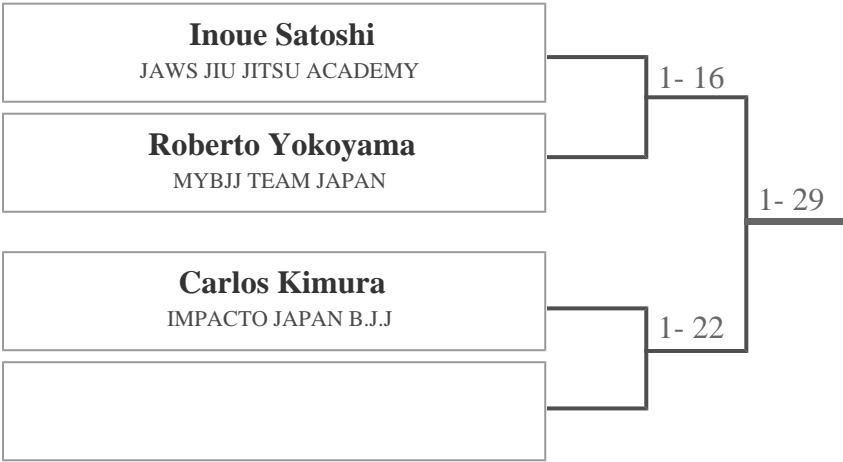 Inoue Satoshi
JAWS JIU JITSU ACADEMY
1- 16
Roberto Yokoyama
MYBJJ TEAM JAPAN
1- 29
Carlos Kimura
IMPACTO JAPAN B.J.J
1- 22